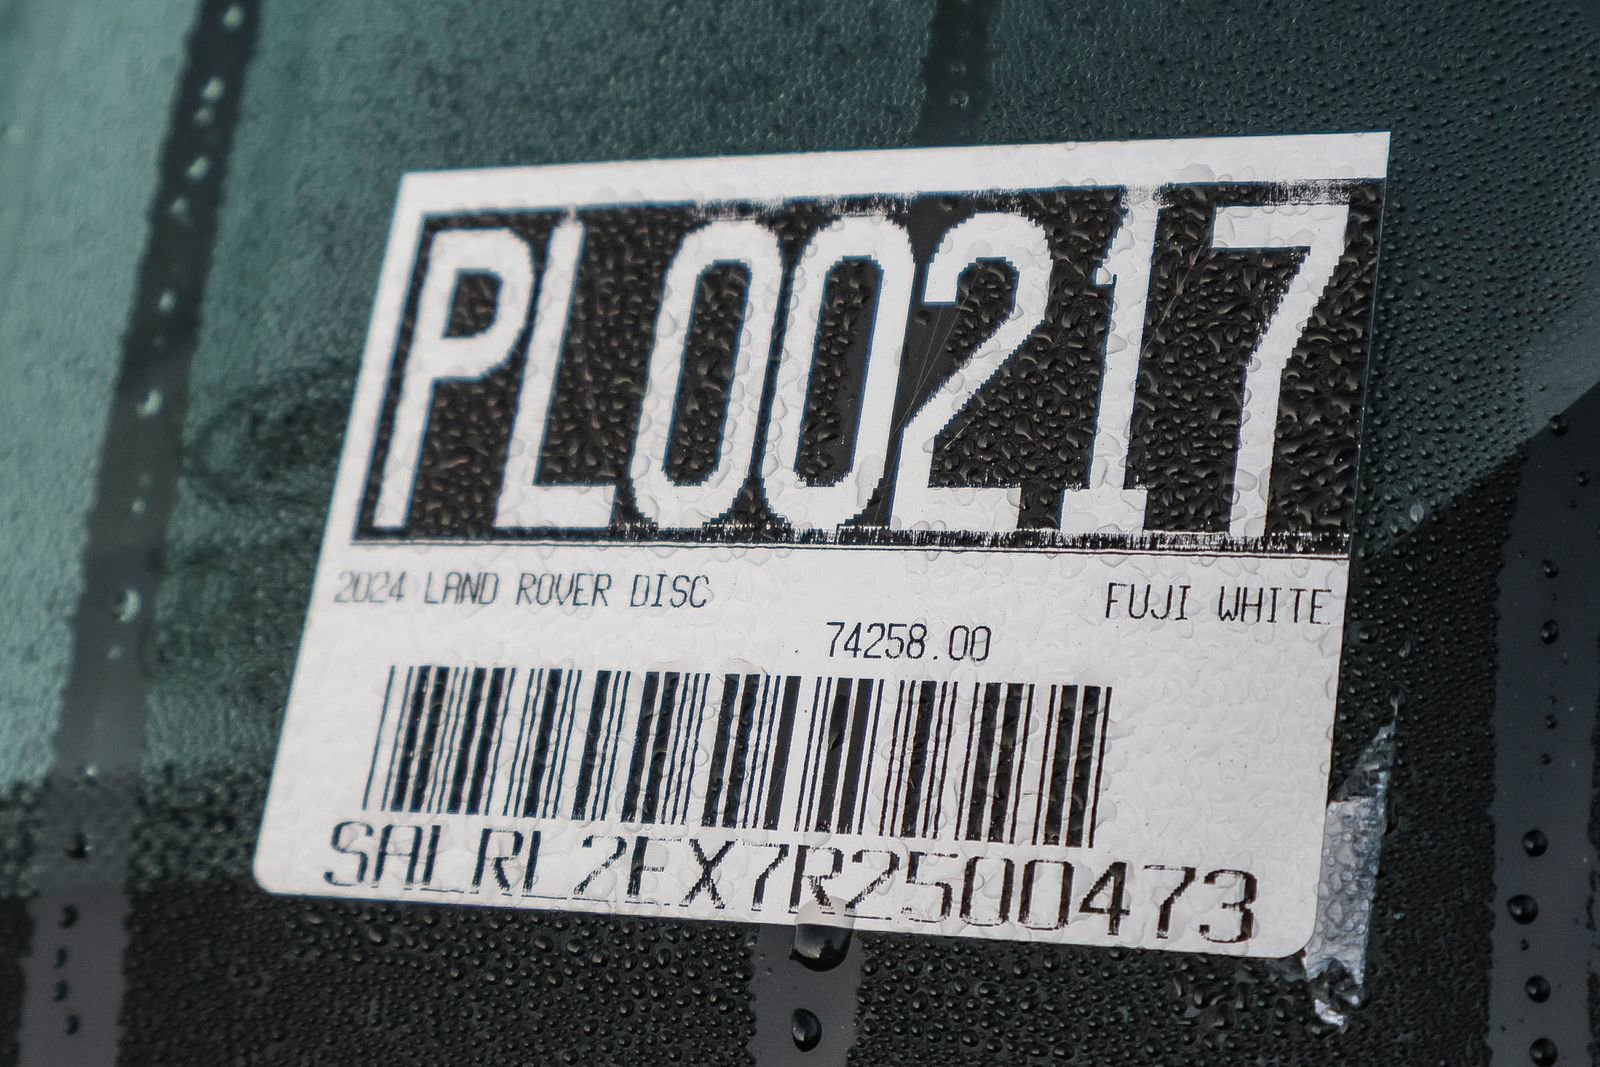 PL00217
2024 LAND ROVER DISC
FUJI WHITE
74258.00
SALRL2EX7R2500473